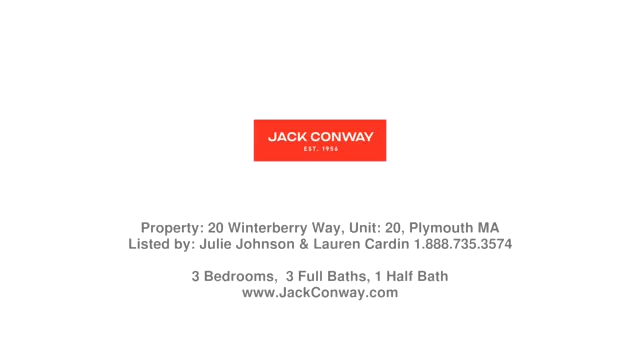 JACK CONWAY
EST. 1956
Property: 20 Winterberry Way, Unit: 20, Plymouth MA
Listed by: Julie Johnson & Lauren Cardin 1.888.735.3574
3 Bedrooms,  3 Full Baths, 1 Half Bath
www.JackConway.com